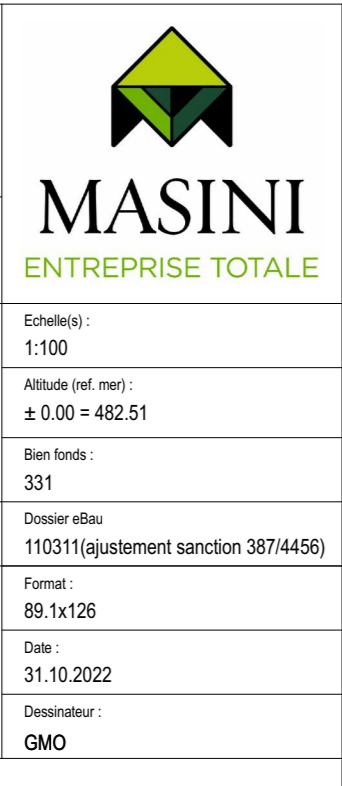 MASINI
ENTREPRISE TOTALE
Echelle(s) :
1:100
Altitude (ref. mer) :
± 0.00 = 482.51
Bien fonds :
331
Dossier eBau
110311(ajustement sanction 387/4456)
Format :
89.1x126
Date :
31.10.2022
Dessinateur :
GMO